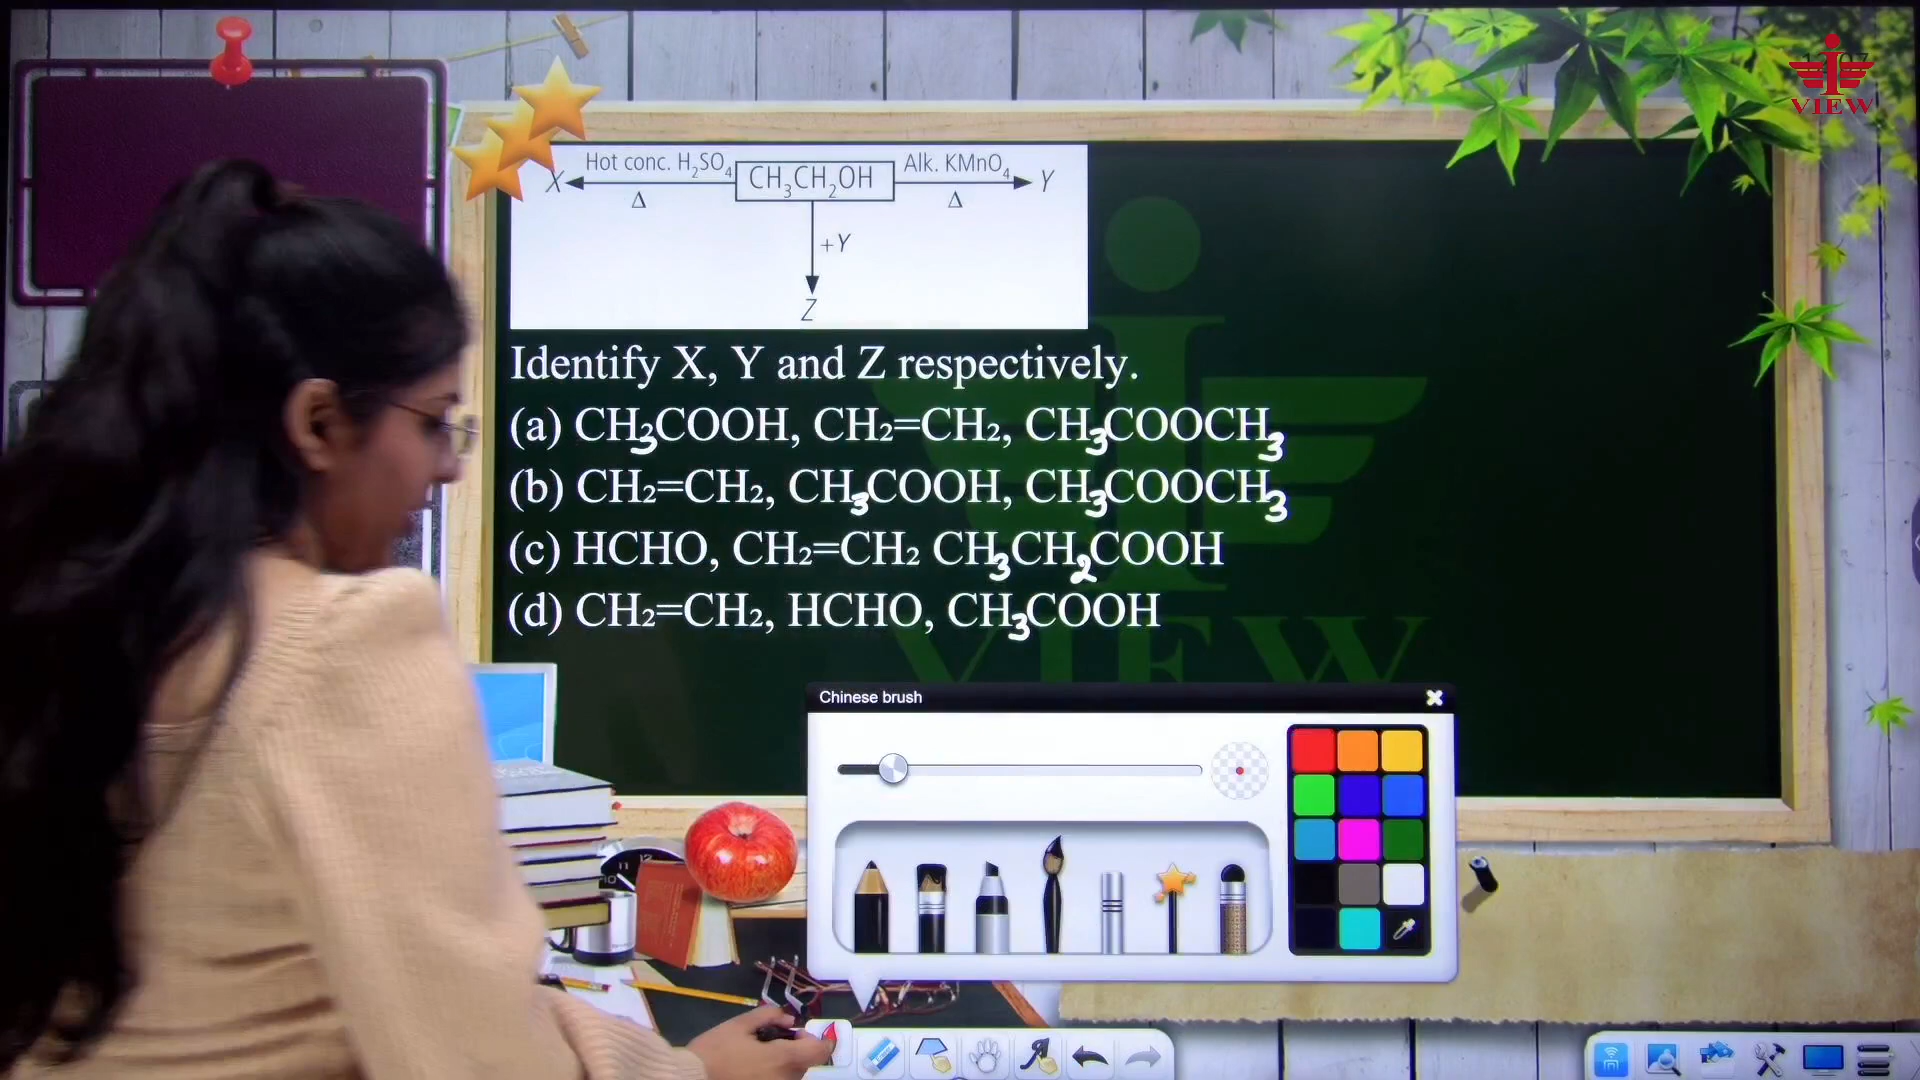 VIEW
X Hot conc. H₂SO₄ Δ CH₃CH₂OH Alk. KMnO₄ Δ Y
+Y
Z
Identify X, Y and Z respectively.
(a) CH₃COOH, CH₂=CH₂, CH₃COOCH₃
(b) CH₂=CH₂, CH₃COOH, CH₃COOCH₃
(c) HCHO, CH₂=CH₂ CH₃CH₂COOH
(d) CH₂=CH₂, HCHO, CH₃COOH
VIEW
Chinese brush